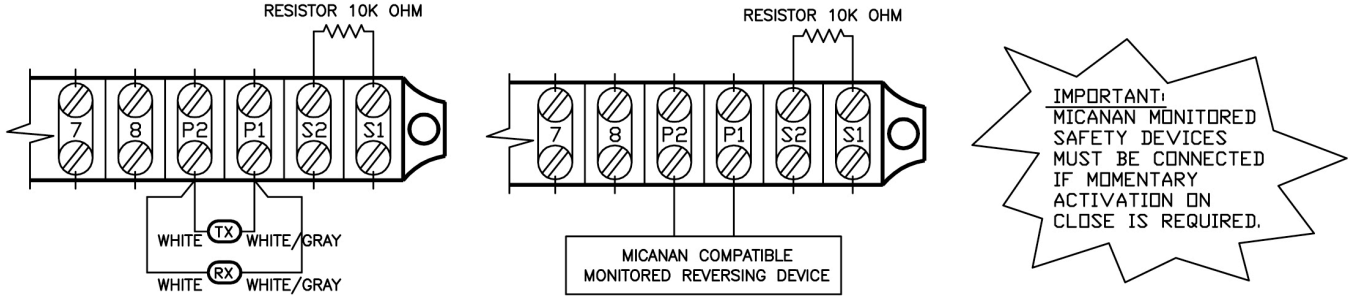 RESISTOR 10K OHM
7 8 P2 P1 S2 S1
WHITE TX WHITE/GRAY
RX
WHITE WHITE/GRAY
RESISTOR 10K OHM
7 8 P2 P1 S2 S1
MICANAN COMPATIBLE
MONITORED REVERSING DEVICE
IMPORTANT:
MICANAN MONITORED
SAFETY DEVICES
MUST BE CONNECTED
IF MOMENTARY
ACTIVATION ON
CLOSE IS REQUIRED.